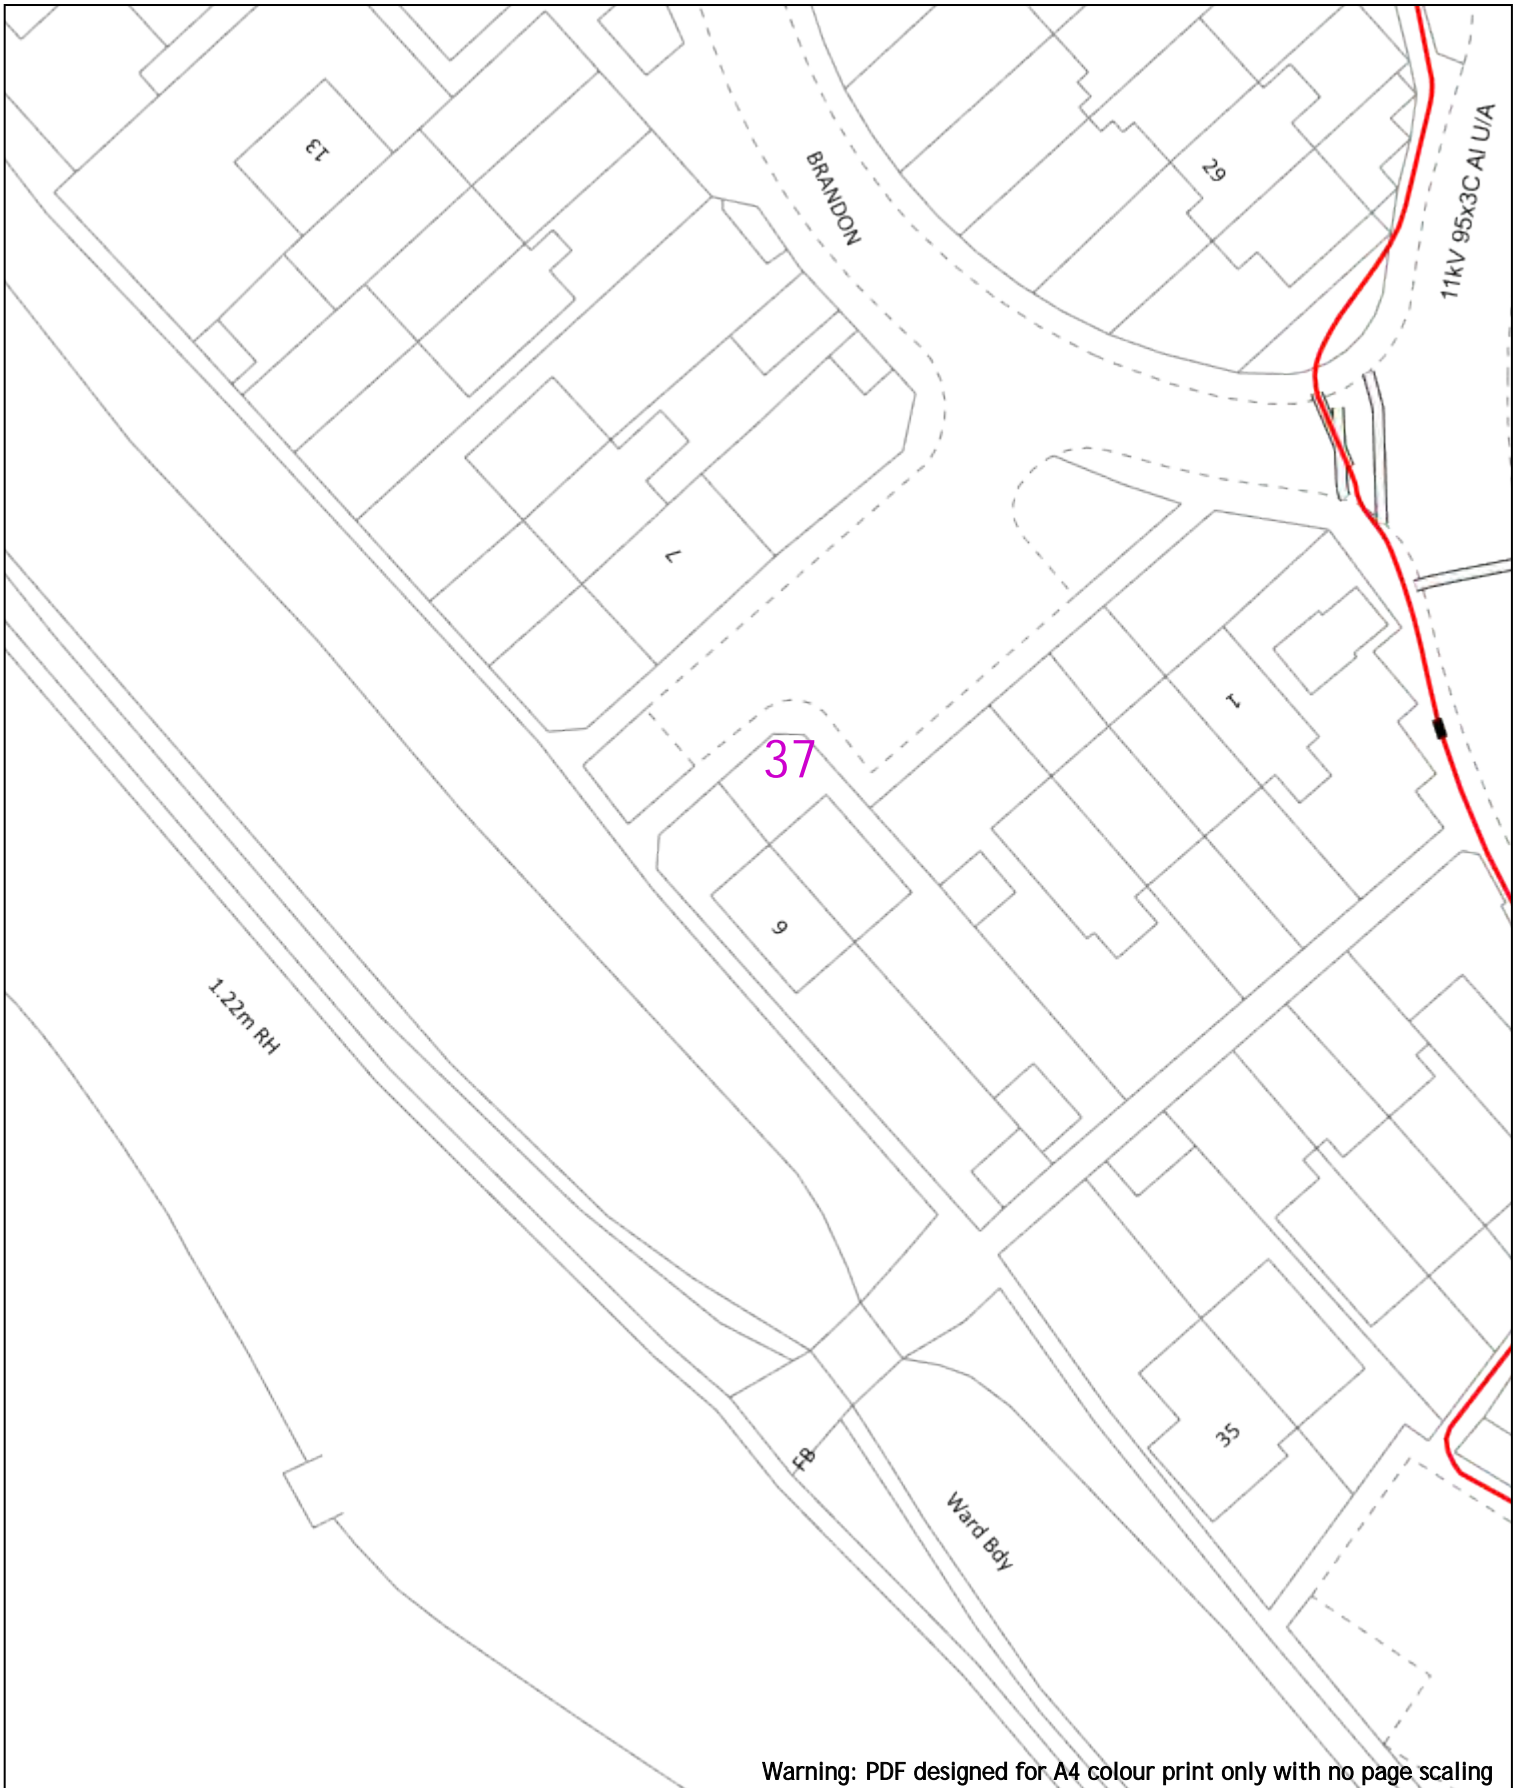 13
BRANDON
29
11kV 95x3C Al U/A
7
1
37
9
1.22m RH
35
FB
Ward Bdy
Warning: PDF designed for A4 colour print only with no page scaling